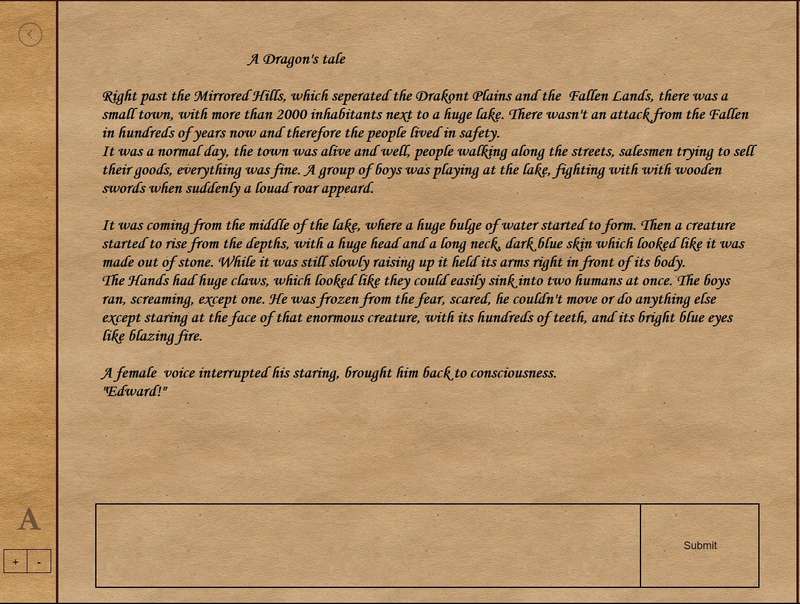 A Dragon's tale
Right past the Mirrored Hills, which seperated the Drakont Plains and the  Fallen Lands, there was a
small town, with more than 2000 inhabitants next to a huge lake. There wasn't an attack from the Fallen
in hundreds of years now and therefore the people lived in safety.
It was a normal day, the town was alive and well, people walking along the streets, salesmen trying to sell
their goods, everything was fine. A group of boys was playing at the lake, fighting with with wooden
swords when suddenly a louad roar appeard.
It was coming from the middle of the lake, where a huge bulge of water started to form. Then a creature
started to rise from the depths, with a huge head and a long neck, dark blue skin which looked like it was
made out of stone. While it was still slowly raising up it held its arms right in front of its body.
The Hands had huge claws, which looked like they could easily sink into two humans at once. The boys
ran, screaming, except one. He was frozen from the fear, scared, he couldn't move or do anything else
except staring at the face of that enormous creature, with its hundreds of teeth, and its bright blue eyes
like blazing fire.
A female  voice interrupted his staring, brought him back to consciousness.
"Edward!"
A
+ -
Submit